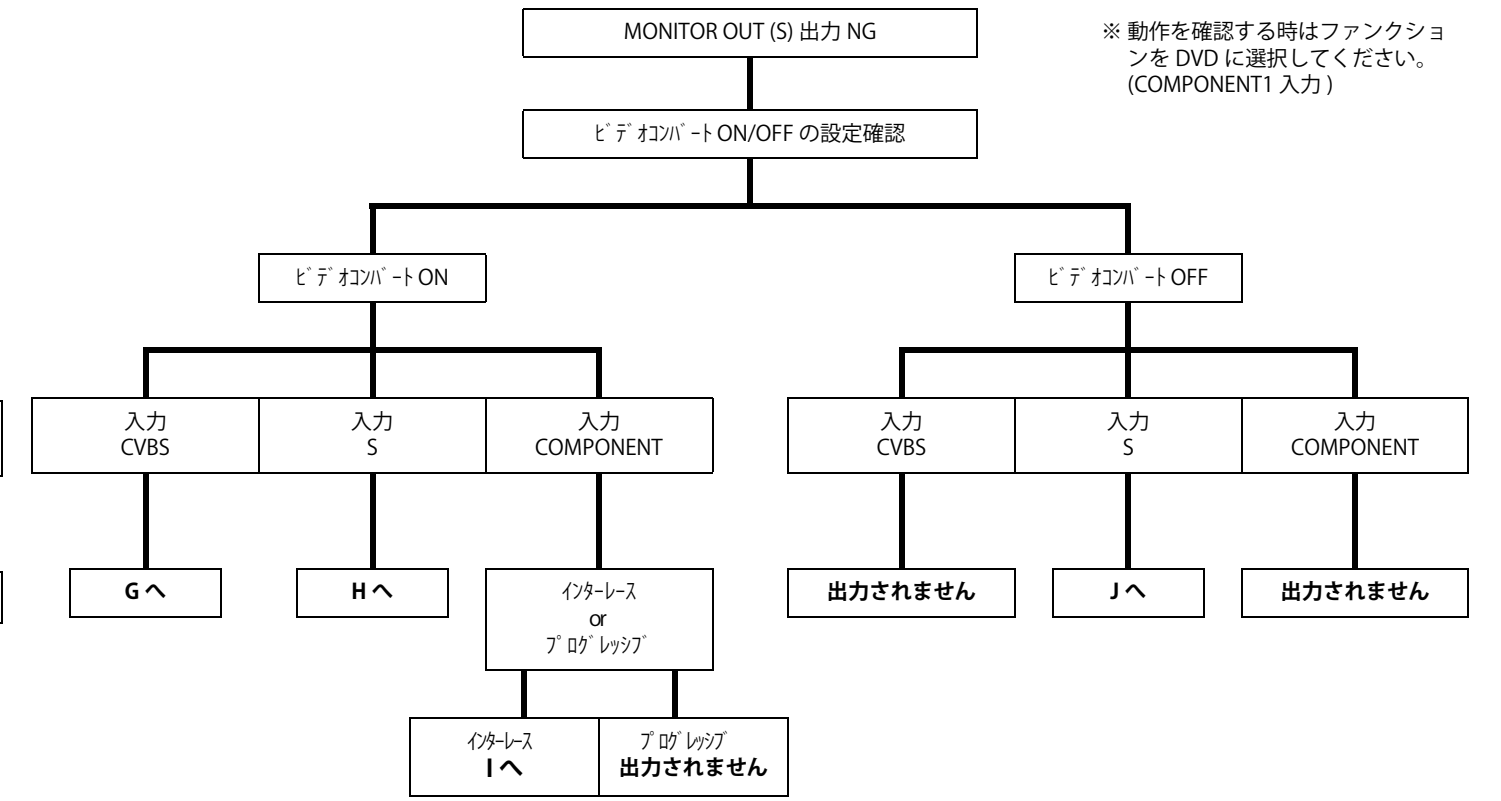 MONITOR OUT (S) 出力 NG
※ 動作を確認する時はファンクショ
ンを DVD に選択してください。
(COMPONENT1 入力 )
ビデオコンバート ON/OFF の設定確認
ビデオコンバート ON
ビデオコンバート OFF
入力
CVBS
入力
S
入力
COMPONENT
入力
CVBS
入力
S
入力
COMPONENT
G へ
H へ
インターレース
or
プログレッシブ
出力されません
J へ
出力されません
インターレース
I へ
プログレッシブ
出力されません